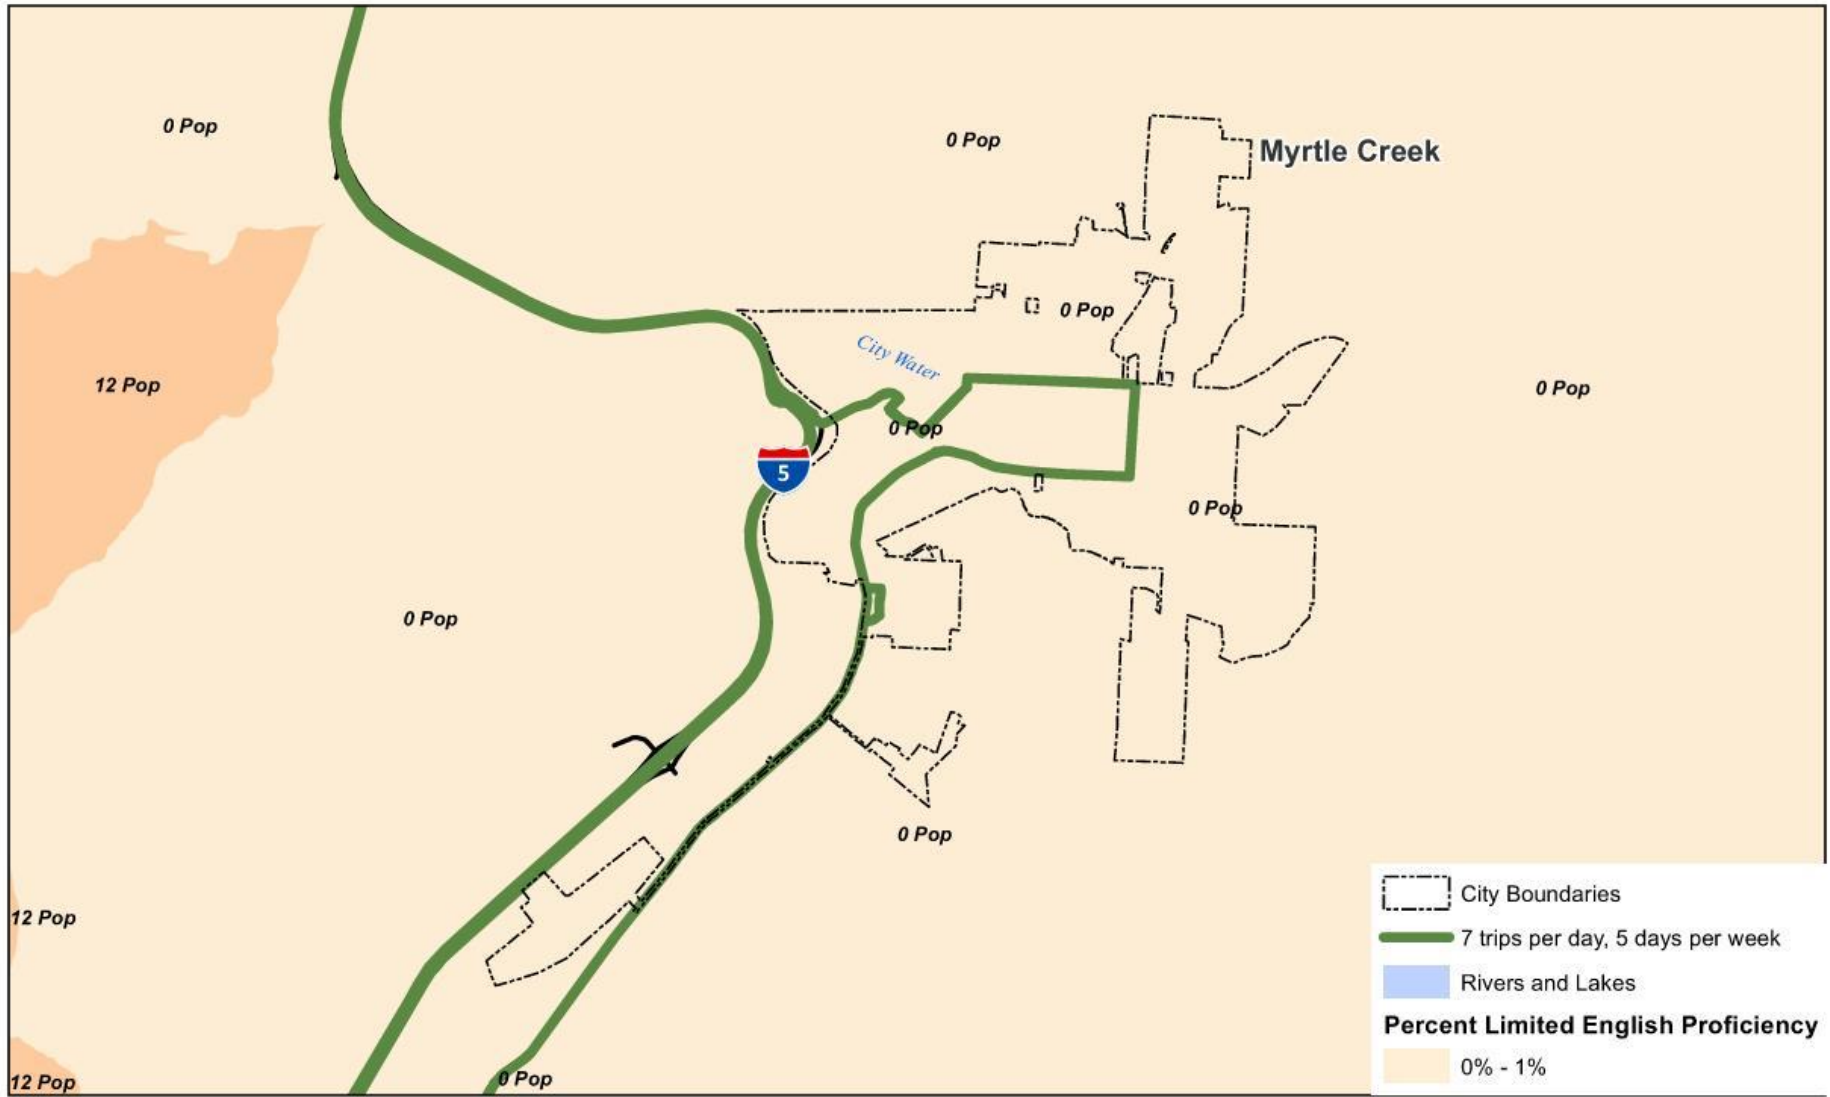 0 Pop
0 Pop
Myrtle Creek
0 Pop
City Water
12 Pop
0 Pop
0 Pop
5
0 Pop
0 Pop
0 Pop
12 Pop
12 Pop
0 Pop
City Boundaries
7 trips per day, 5 days per week
Rivers and Lakes
Percent Limited English Proficiency
0% - 1%